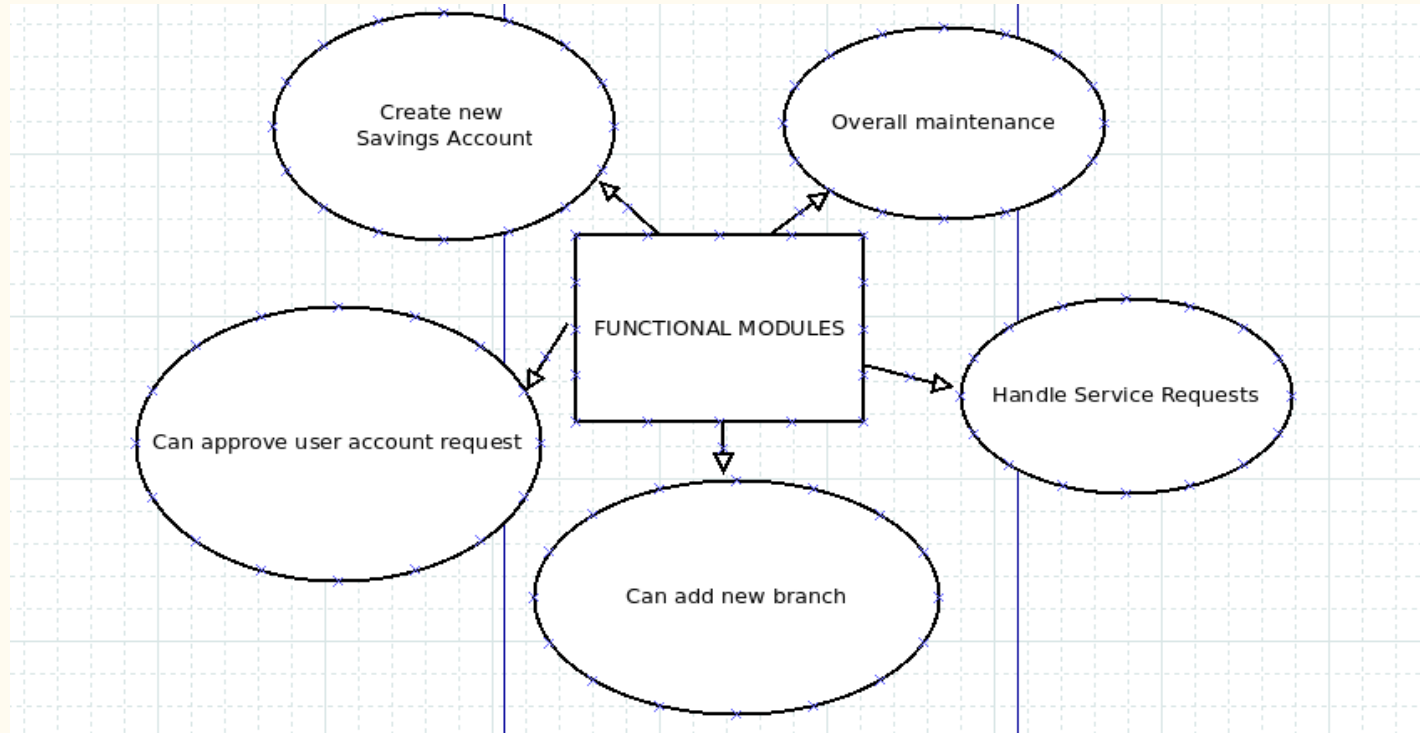 Create new
Savings Account
Overall maintenance
FUNCTIONAL MODULES
Handle Service Requests
Can approve user account request
Can add new branch